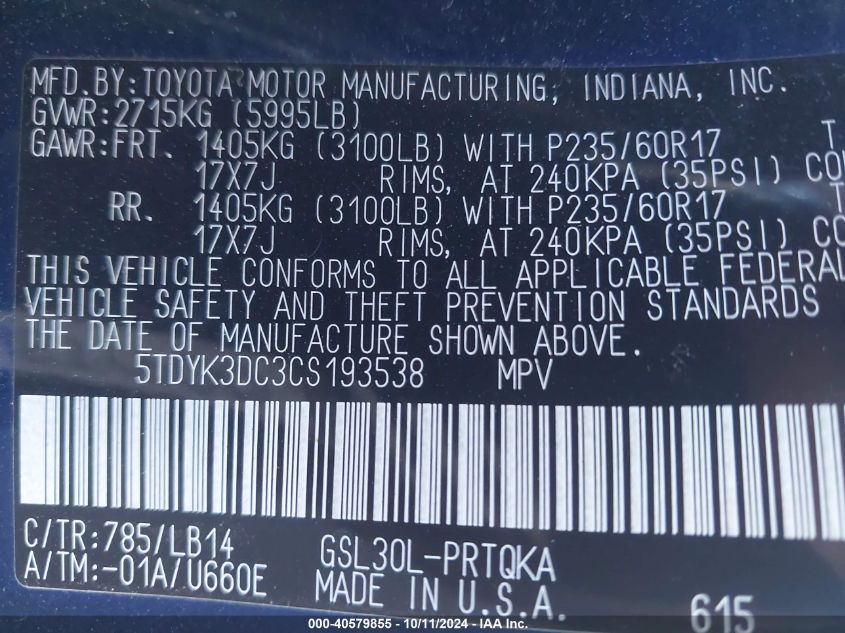 MFD.BY:TOYOTA MOTOR MANUFACTURING, INDIANA, INC.
GVWR:2715KG (5995LB)
GAWR:FRT. 1405KG (3100LB) WITH P235/60R17 T
17X7J RIMS, AT 240KPA (35PSI) CO
RR. 1405KG (3100LB) WITH P235/60R17 T
17X7J RIMS, AT 240KPA (35PSI) CO
THIS VEHICLE CONFORMS TO ALL APPLICABLE FEDERAL
VEHICLE SAFETY AND THEFT PREVENTION STANDARDS
THE DATE OF MANUFACTURE SHOWN ABOVE.
5TDYK3DC3CS193538 MPV
C/TR:785/LB14 GSL30L-PRTQKA
A/TM:-01A/U660E MADE IN U.S.A.
615
000-40579855 - 10/11/2024 - IAA Inc.